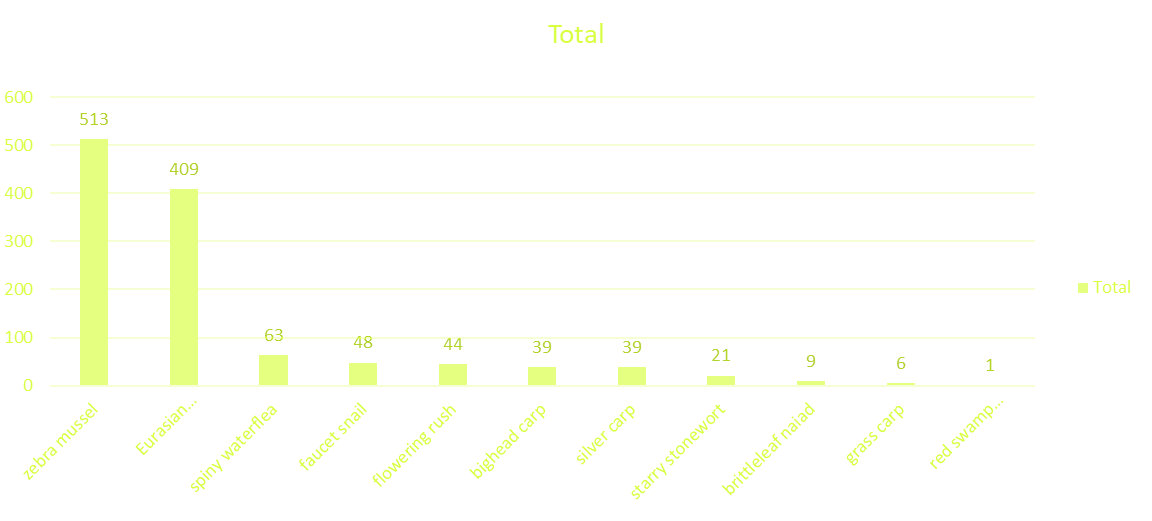 Total
600
500
400
300
200
100
0
513
409
63
48
44
39
39
21
9
6
1
zebra mussel
Eurasian...
spiny waterflea
faucet snail
flowering rush
bighead carp
silver carp
starry stonewort
brittleleaf naiad
grass carp
red swamp...
Total